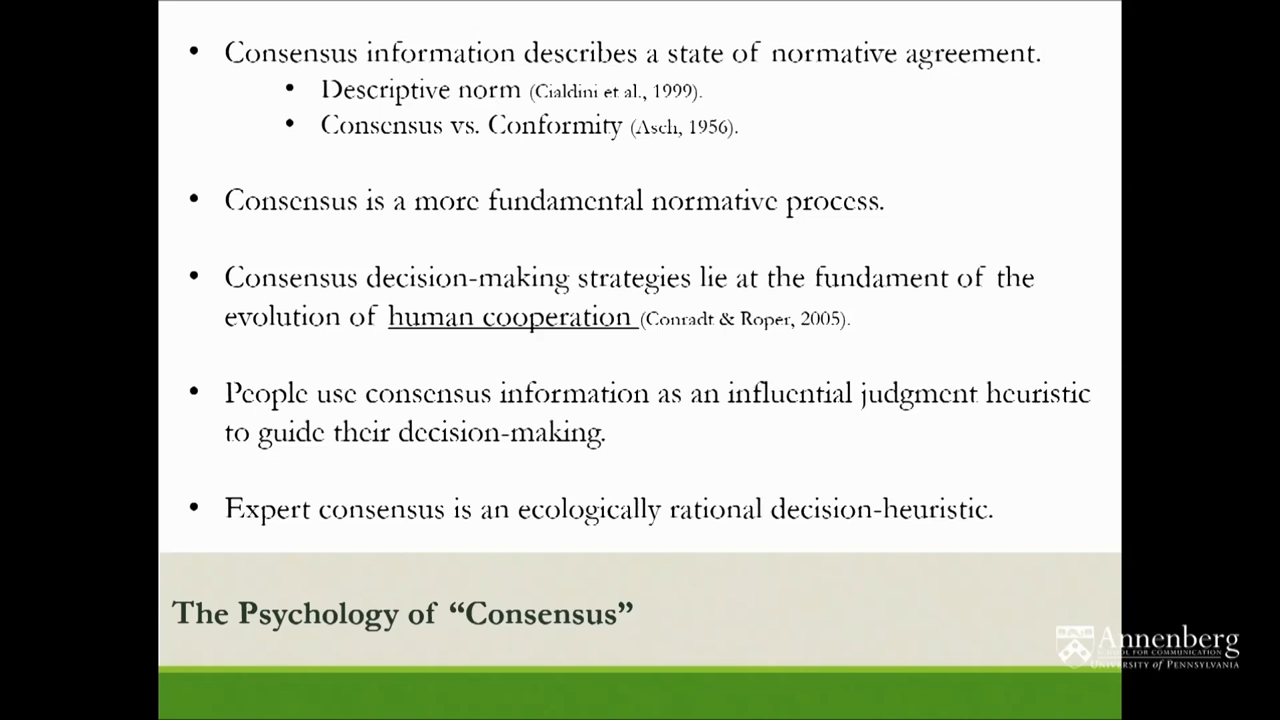 • Consensus information describes a state of normative agreement.
• Descriptive norm (Cialdini et al., 1999).
• Consensus vs. Conformity (Asch, 1956).
• Consensus is a more fundamental normative process.
• Consensus decision-making strategies lie at the fundament of the
evolution of human cooperation (Conradt & Roper, 2005).
• People use consensus information as an influential judgment heuristic
to guide their decision-making.
• Expert consensus is an ecologically rational decision-heuristic.
The Psychology of “Consensus”
Annenberg
SCHOOL FOR COMMUNICATION
UNIVERSITY of PENNSYLVANIA